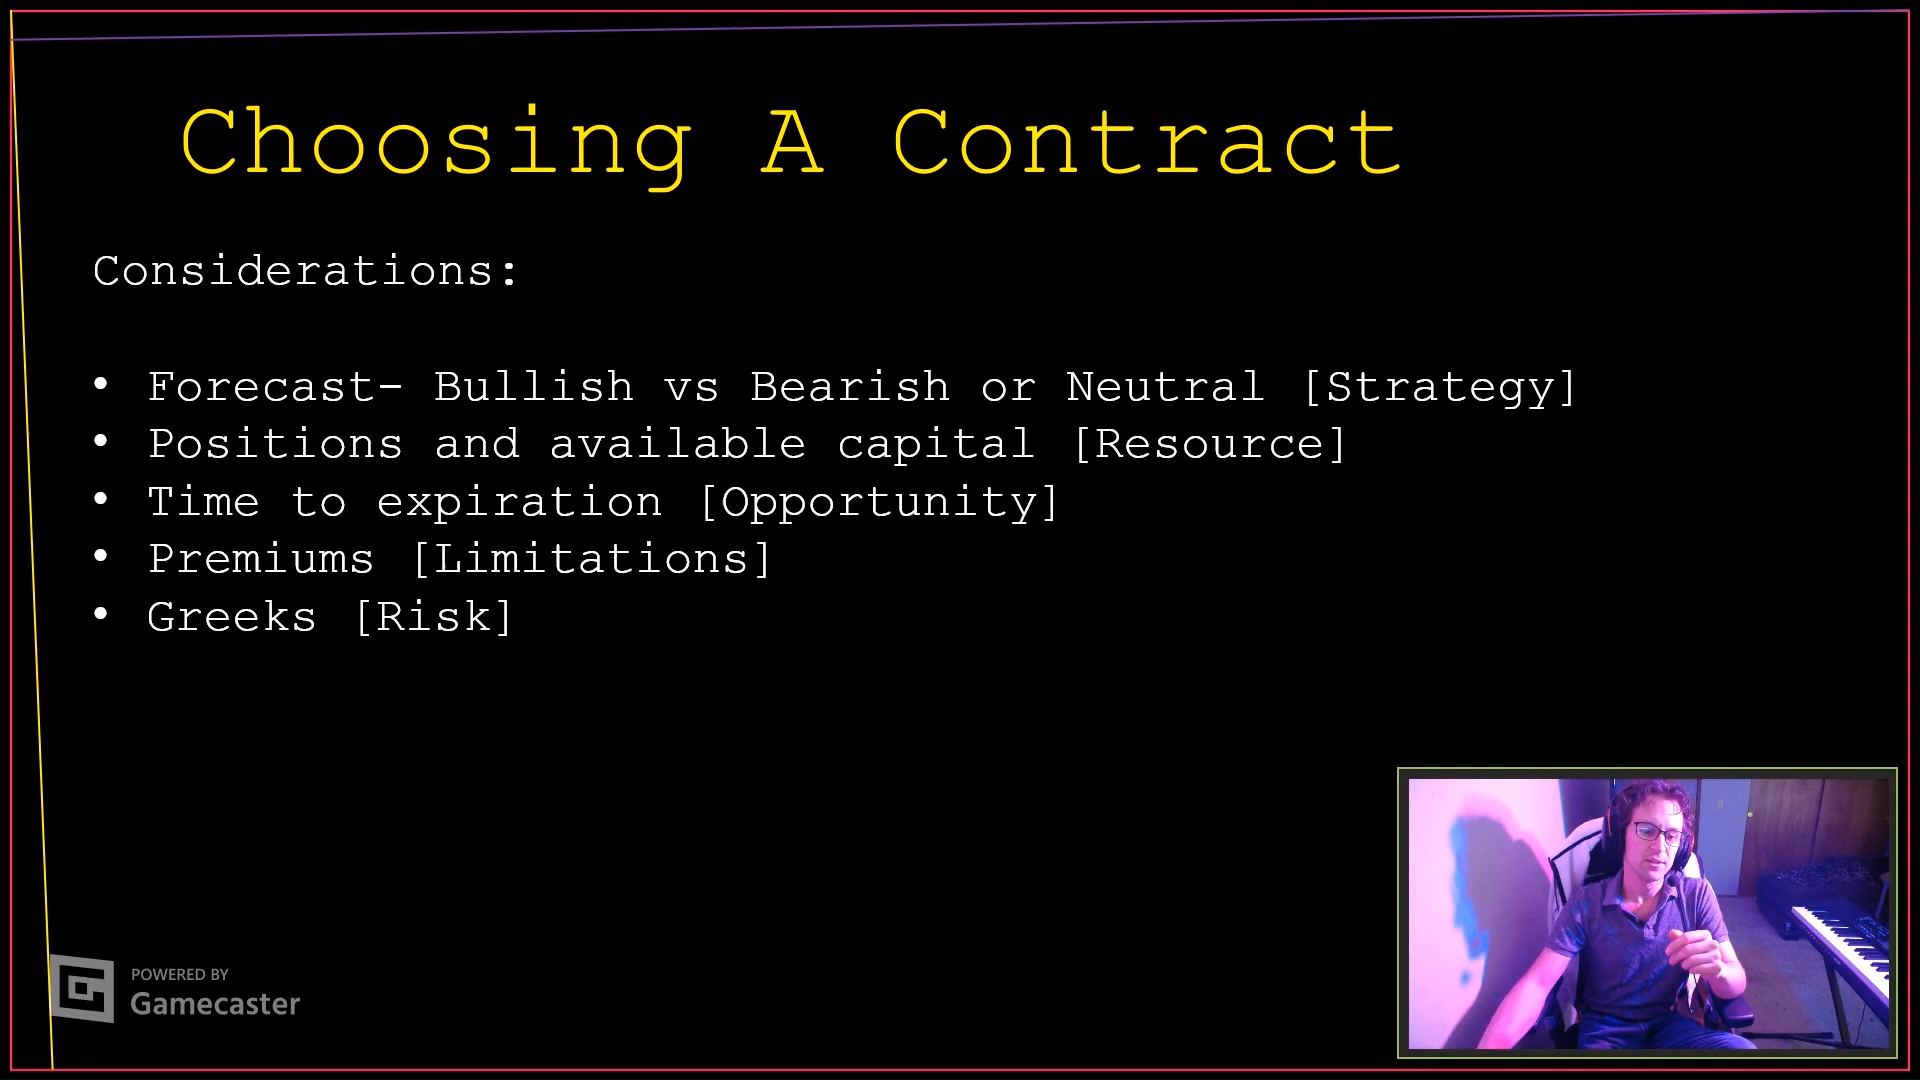 Choosing A Contract
Considerations:
• Forecast- Bullish vs Bearish or Neutral [Strategy]
• Positions and available capital [Resource]
• Time to expiration [Opportunity]
• Premiums [Limitations]
• Greeks [Risk]
POWERED BY
Gamecaster